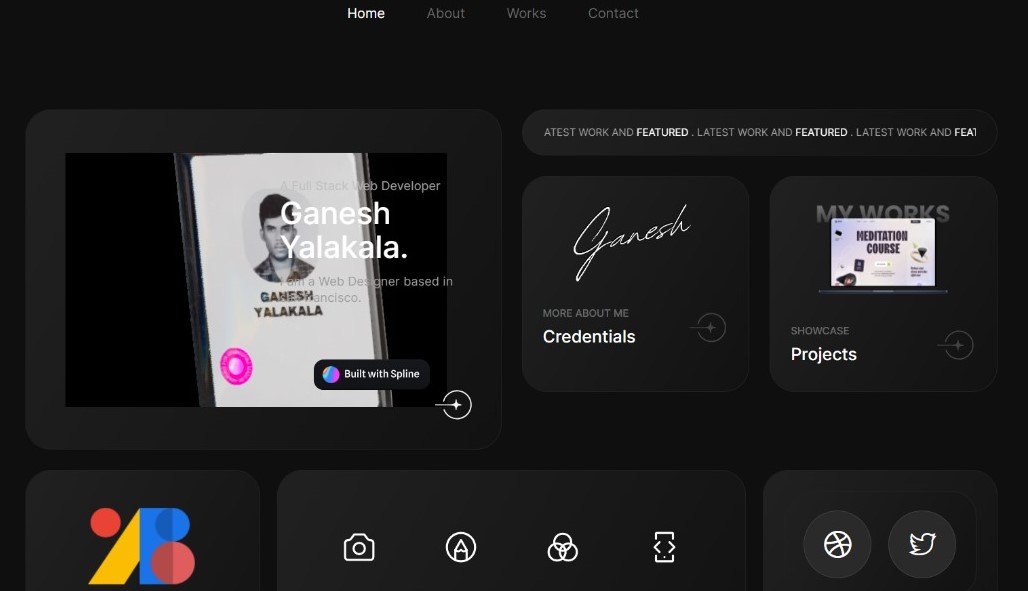 Home About Works Contact
A Full Stack Web Developer
Ganesh
Yalakala.
I am a Web Designer based in
San Francisco.
GANESH
YALAKALA
Built with Spline
ATEST WORK AND FEATURED . LATEST WORK AND FEATURED . LATEST WORK AND FEAT
Ganesh
MORE ABOUT ME
Credentials
MY WORKS
MEDITATION
COURSE
SHOWCASE
Projects